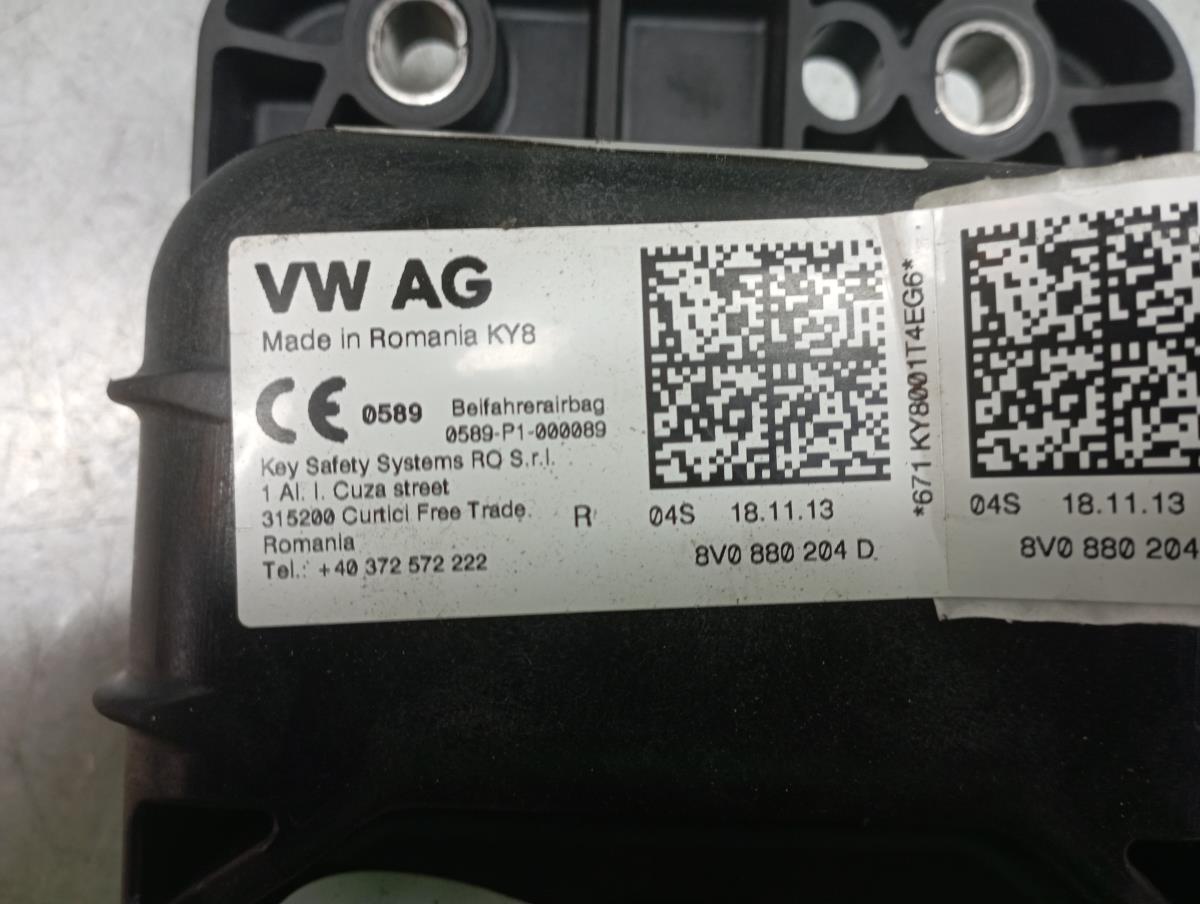 VW AG
Made in Romania KY8
CE 0589 Beifahrerairbag
0589-P1-000089
Key Safety Systems RO S.r.l.
1 Al. I. Cuza street
315200 Curtici Free Trade
Romania
Tel.: +40 372 572 222
R
04S 18.11.13
8V0 880 204 D
*671KY8001T4EG6*
04S 18.11.13
8V0 880 204